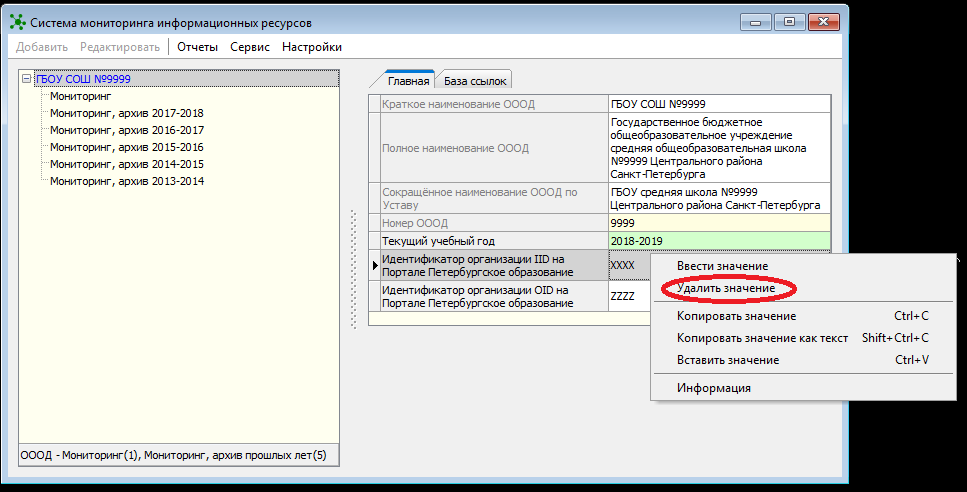 Система мониторинга информационных ресурсов
Добавить Редактировать Отчеты Сервис Настройки
ГБОУ СОШ №9999
Мониторинг
Мониторинг, архив 2017-2018
Мониторинг, архив 2016-2017
Мониторинг, архив 2015-2016
Мониторинг, архив 2014-2015
Мониторинг, архив 2013-2014
ОООД - Мониторинг(1), Мониторинг, архив прошлых лет(5)
Главная База ссылок
Краткое наименование ОООД
ГБОУ СОШ №9999
Полное наименование ОООД
Государственное бюджетное
общеобразовательное учреждение
средняя общеобразовательная школа
№9999 Центрального района
Санкт-Петербурга
Сокращённое наименование ОООД по
Уставу
ГБОУ средняя школа №9999
Центрального района Санкт-Петербурга
Номер ОООД
9999
Текущий учебный год
2018-2019
Идентификатор организации IID на
Портале Петербургское образование
XXXX
Идентификатор организации OID на
Портале Петербургское образование
ZZZZ
Ввести значение
Удалить значение
Копировать значение Ctrl+C
Копировать значение как текст Shift+Ctrl+C
Вставить значение Ctrl+V
Информация